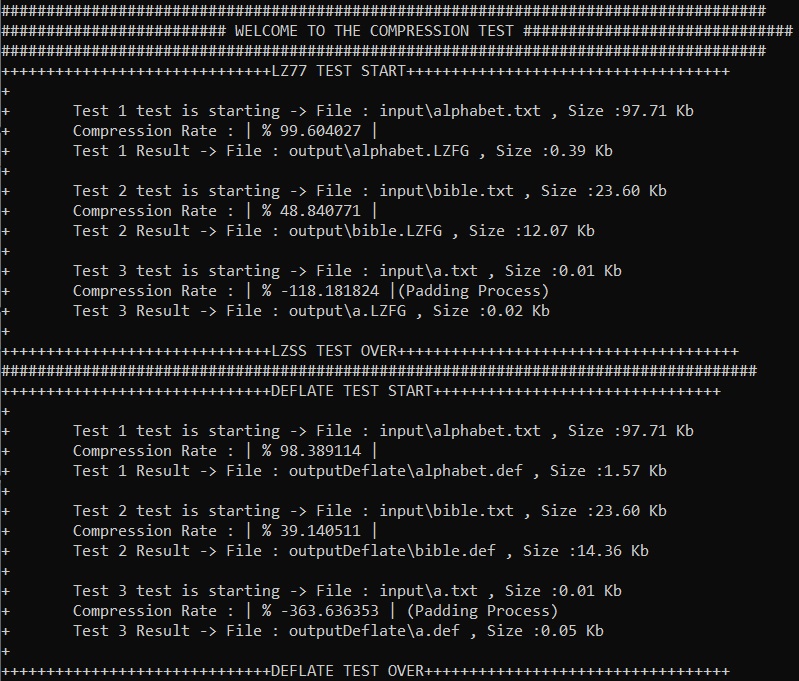 #####################################################################################
######################### WELCOME TO THE COMPRESSION TEST ##############################
#####################################################################################
++++++++++++++++++++++++++++++LZ77 TEST START++++++++++++++++++++++++++++++++++++
+
+       Test 1 test is starting -> File : input\alphabet.txt , Size :97.71 Kb
+       Compression Rate : | % 99.604027 |
+       Test 1 Result -> File : output\alphabet.LZFG , Size :0.39 Kb
+
+       Test 2 test is starting -> File : input\bible.txt , Size :23.60 Kb
+       Compression Rate : | % 48.840771 |
+       Test 2 Result -> File : output\bible.LZFG , Size :12.07 Kb
+
+       Test 3 test is starting -> File : input\a.txt , Size :0.01 Kb
+       Compression Rate : | % -118.181824 |(Padding Process)
+       Test 3 Result -> File : output\a.LZFG , Size :0.02 Kb
+
++++++++++++++++++++++++++++++LZSS TEST OVER++++++++++++++++++++++++++++++++++++++
####################################################################################
++++++++++++++++++++++++++++++DEFLATE TEST START++++++++++++++++++++++++++++++++
+
+       Test 1 test is starting -> File : input\alphabet.txt , Size :97.71 Kb
+       Compression Rate : | % 98.389114 |
+       Test 1 Result -> File : outputDeflate\alphabet.def , Size :1.57 Kb
+
+       Test 2 test is starting -> File : input\bible.txt , Size :23.60 Kb
+       Compression Rate : | % 39.140511 |
+       Test 2 Result -> File : outputDeflate\bible.def , Size :14.36 Kb
+
+       Test 3 test is starting -> File : input\a.txt , Size :0.01 Kb
+       Compression Rate : | % -363.636353 | (Padding Process)
+       Test 3 Result -> File : outputDeflate\a.def , Size :0.05 Kb
+
++++++++++++++++++++++++++++++DEFLATE TEST OVER++++++++++++++++++++++++++++++++++